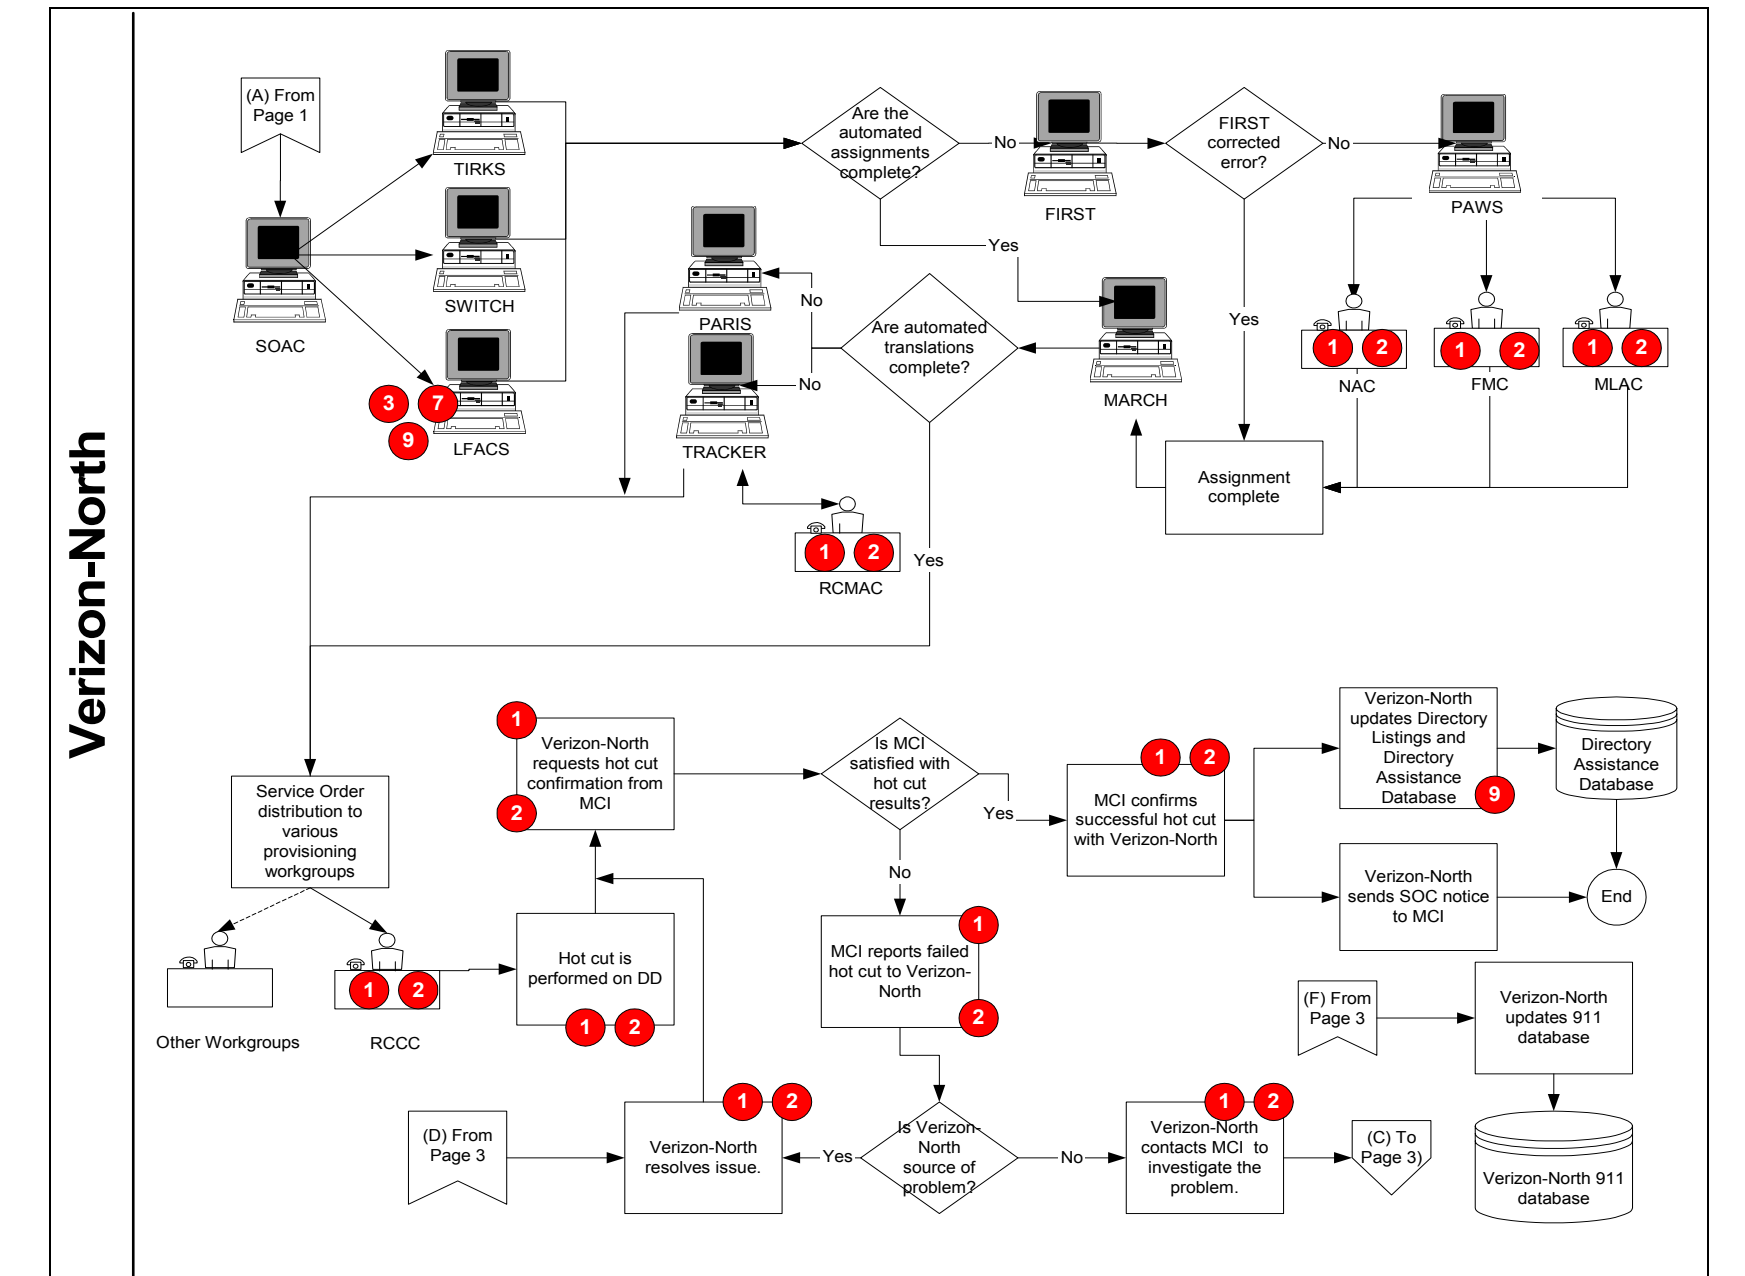 Verizon-North
(A) From
Page 1
TIRKS
SOAC
SWITCH
3
7
9
LFACS
Are the
automated
assignments
complete?
No
Yes
FIRST
FIRST
corrected
error?
No
Yes
PAWS
1
2
NAC
1
2
FMC
1
2
MLAC
PARIS
No
No
TRACKER
Are automated
translations
complete?
MARCH
Yes
Assignment
complete
1
2
RCMAC
Service Order
distribution to
various
provisioning
workgroups
Other Workgroups
1
2
RCCC
Hot cut is
performed on DD
1
2
1
Verizon-North
requests hot cut
confirmation from
MCI
2
Is MCI
satisfied with
hot cut
results?
Yes
No
1
2
MCI confirms
successful hot cut
with Verizon-North
Verizon-North
updates Directory
Listings and
Directory
Assistance
Database
9
Directory
Assistance
Database
Verizon-North
sends SOC notice
to MCI
End
1
MCI reports failed
hot cut to Verizon-
North
2
(F) From
Page 3
Verizon-North
updates 911
database
Verizon-North 911
database
(D) From
Page 3
1
2
Verizon-North
resolves issue.
Yes
Is Verizon-
North
source of
problem?
No
1
2
Verizon-North
contacts MCI to
investigate the
problem.
(C) To
Page 3)